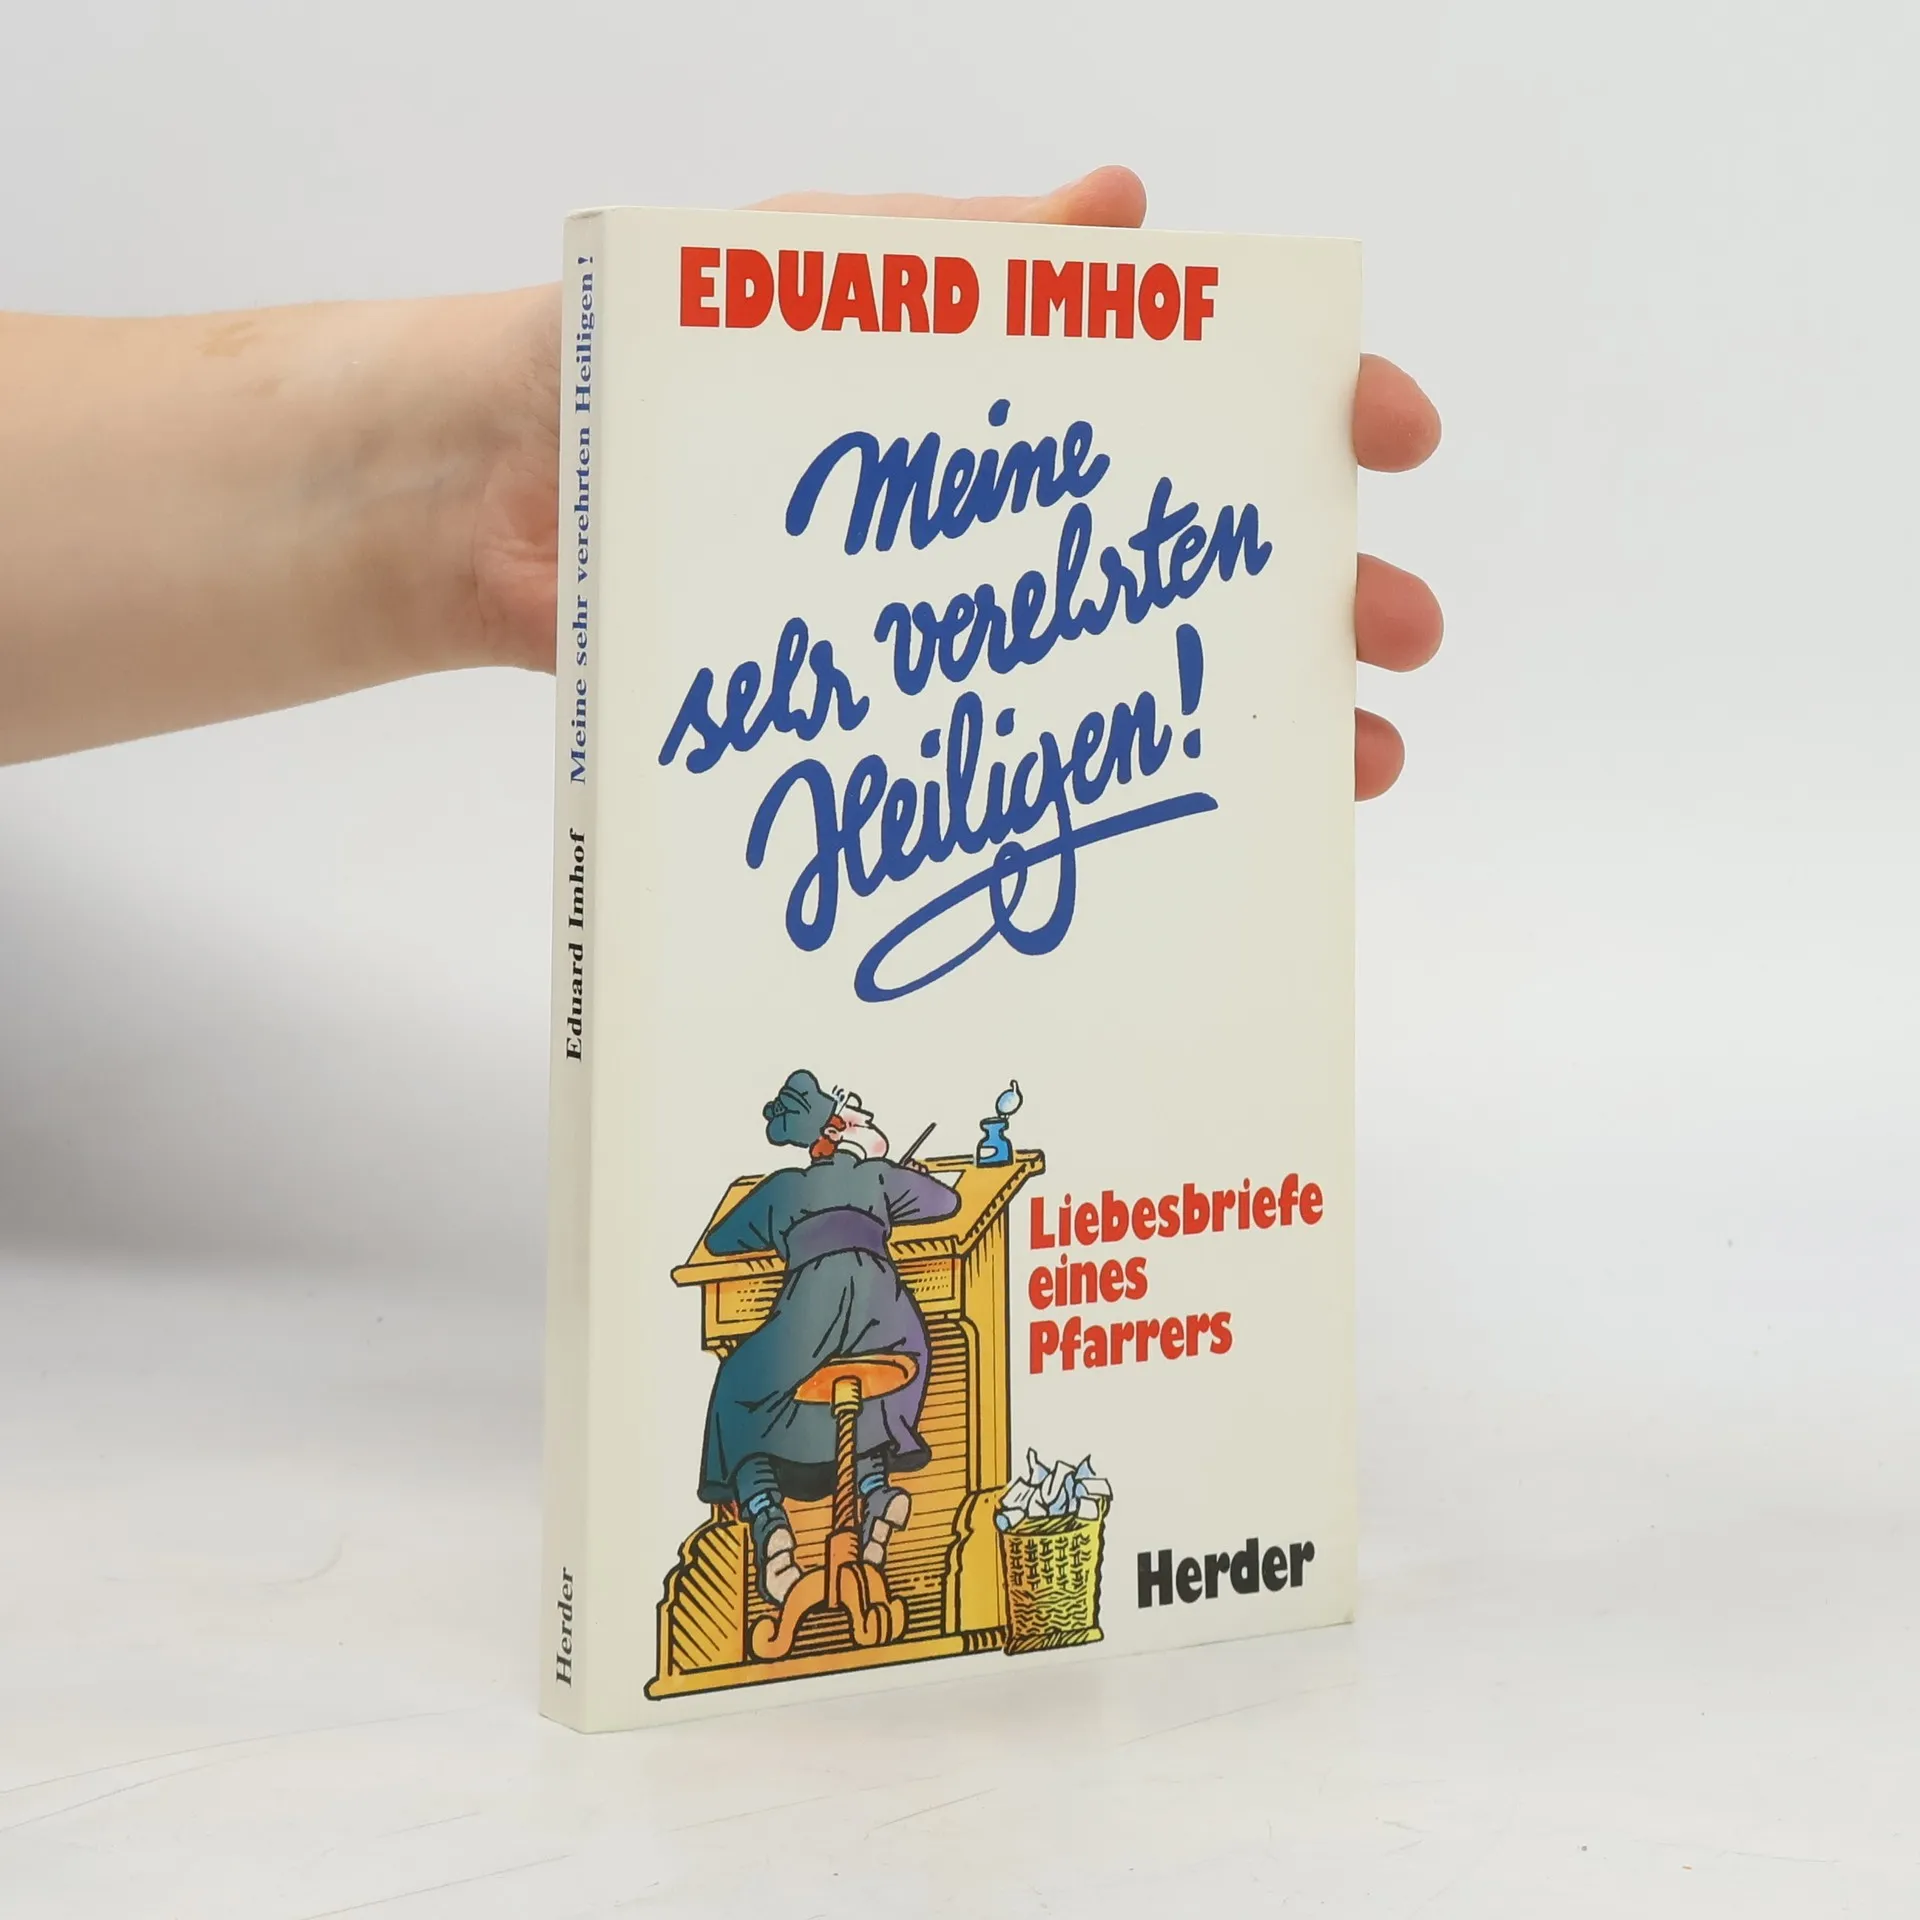 EDUARD IMHOF
Meine
sehr verehrten
Heiligen!
Liebesbriefe
eines
Pfarrers
Herder
Herder Eduard Imhof Meine sehr verehrten Heiligen!